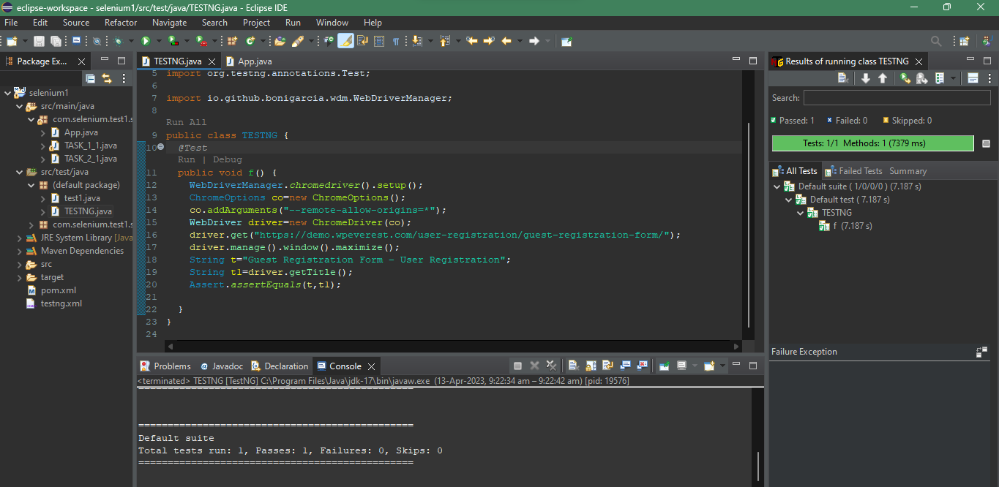 eclipse-workspace - selenium1/src/test/java/TESTNG.java - Eclipse IDE
File Edit Source Refactor Navigate Search Project Run Window Help
Package Ex...
selenium1
src/main/java
com.selenium.test1.s
App.java
TASK_1_1.java
TASK_2_1.java
src/test/java
(default package)
test1.java
TESTNG.java
com.selenium.test1.s
JRE System Library [Java
Maven Dependencies
src
target
pom.xml
testng.xml
TESTNG.java App.java
5 import org.testng.annotations.Test;
6
7 import io.github.bonigarcia.wdm.WebDriverManager;
8
Run All
9 public class TESTNG {
10 @Test
Run | Debug
11 public void f() {
12 WebDriverManager.chromedriver().setup();
13 ChromeOptions co=new ChromeOptions();
14 co.addArguments("--remote-allow-origins=*");
15 WebDriver driver=new ChromeDriver(co);
16 driver.get("https://demo.wpeverest.com/user-registration/guest-registration-form/");
17 driver.manage().window().maximize();
18 String t="Guest Registration Form – User Registration";
19 String t1=driver.getTitle();
20 Assert.assertEquals(t,t1);
21
22 }
23 }
24
Problems Javadoc Declaration Console
<terminated> TESTNG [TestNG] C:\Program Files\Java\jdk-17\bin\javaw.exe (13-Apr-2023, 9:22:34 am – 9:22:42 am) [pid: 19576]
===============================================
===============================================
Default suite
Total tests run: 1, Passes: 1, Failures: 0, Skips: 0
===============================================
Results of running class TESTNG
Search:
Passed: 1 Failed: 0 Skipped: 0
Tests: 1/1 Methods: 1 (7379 ms)
All Tests Failed Tests Summary
Default suite ( 1/0/0/0 ) (7.187 s)
Default test ( 7.187 s)
TESTNG
f (7.187 s)
Failure Exception